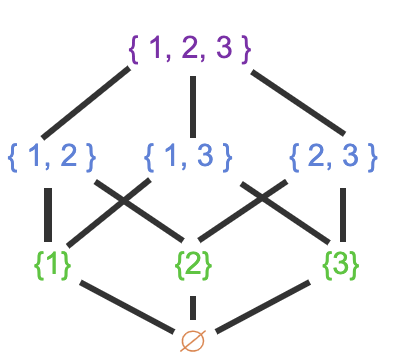 { 1, 2, 3 }
{ 1, 2 } { 1, 3 } { 2, 3 }
{1} {2} {3}
∅